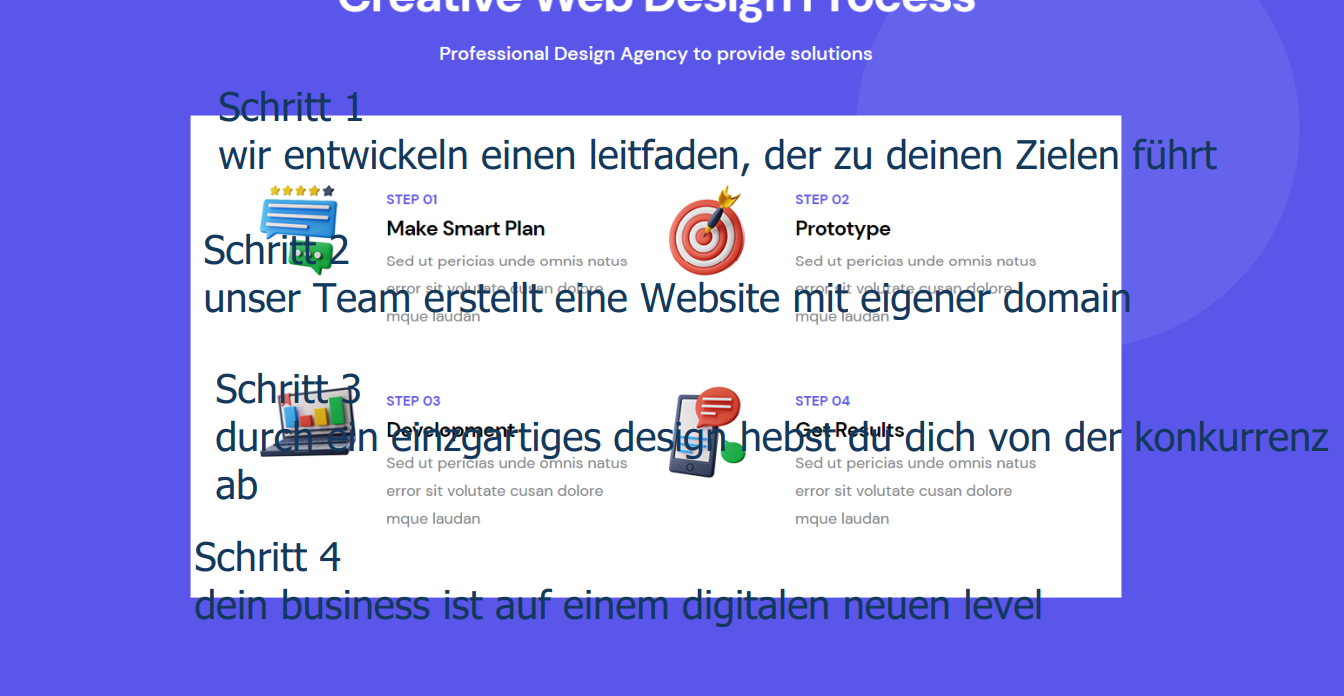 Creative Web Design Process
Professional Design Agency to provide solutions
Schritt 1
wir entwickeln einen leitfaden, der zu deinen Zielen führt
STEP 01
Make Smart Plan
Sed ut pericias unde omnis natus
error sit volutate cusan dolore
mque laudan
STEP 02
Prototype
Sed ut pericias unde omnis natus
error sit volutate cusan dolore
mque laudan
Schritt 2
unser Team erstellt eine Website mit eigener domain
Schritt 3
durch ein einzgartiges design hebst du dich von der konkurrenz
ab
STEP 03
Development
Sed ut pericias unde omnis natus
error sit volutate cusan dolore
mque laudan
STEP 04
Get Results
Sed ut pericias unde omnis natus
error sit volutate cusan dolore
mque laudan
Schritt 4
dein business ist auf einem digitalen neuen level